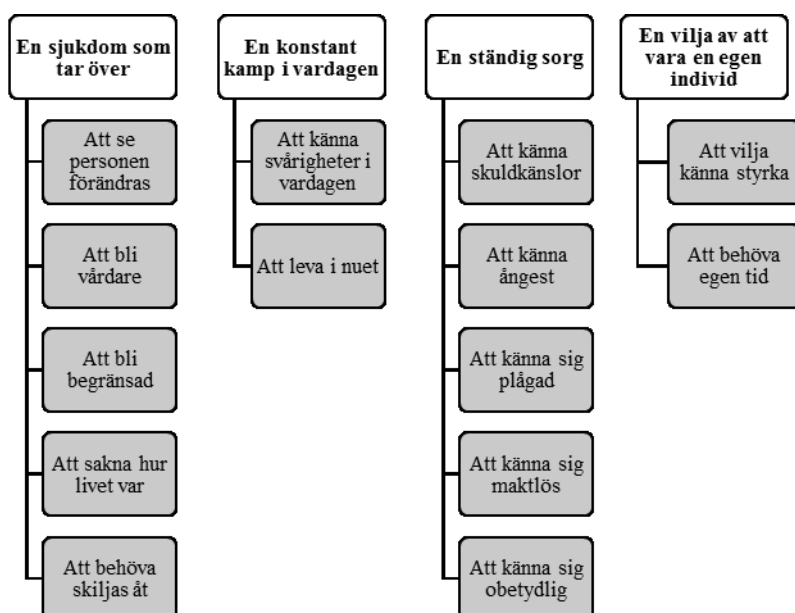 En sjukdom som
tar över
Att se
personen
förändras
Att bli
vårdare
Att bli
begränsad
Att sakna hur
livet var
Att behöva
skiljas åt
En konstant
kamp i vardagen
Att känna
svårigheter i
vardagen
Att leva i nuet
En ständig sorg
Att känna
skuldkänslor
Att känna
ångest
Att känna sig
plågad
Att känna sig
maktlös
Att känna sig
obetydlig
En vilja av att
vara en egen
individ
Att vilja
känna styrka
Att behöva
egen tid